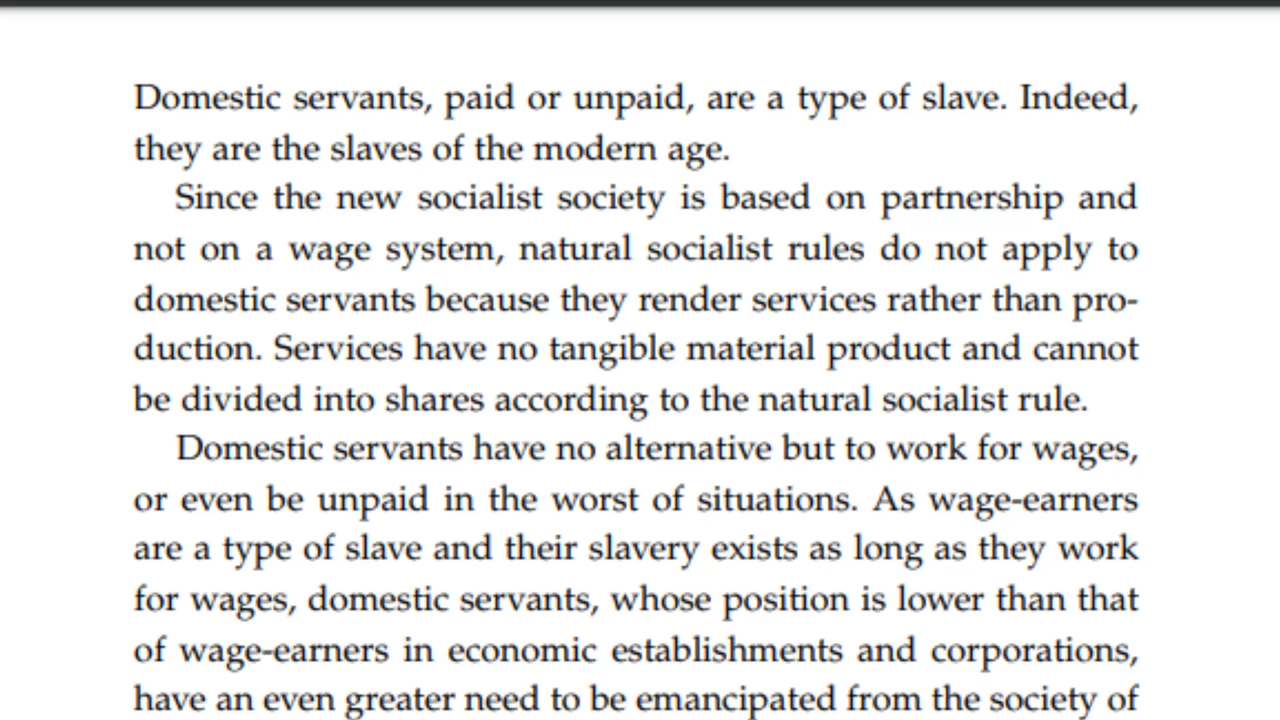 Domestic servants, paid or unpaid, are a type of slave. Indeed,
they are the slaves of the modern age.
Since the new socialist society is based on partnership and
not on a wage system, natural socialist rules do not apply to
domestic servants because they render services rather than pro-
duction. Services have no tangible material product and cannot
be divided into shares according to the natural socialist rule.
Domestic servants have no alternative but to work for wages,
or even be unpaid in the worst of situations. As wage-earners
are a type of slave and their slavery exists as long as they work
for wages, domestic servants, whose position is lower than that
of wage-earners in economic establishments and corporations,
have an even greater need to be emancipated from the society of